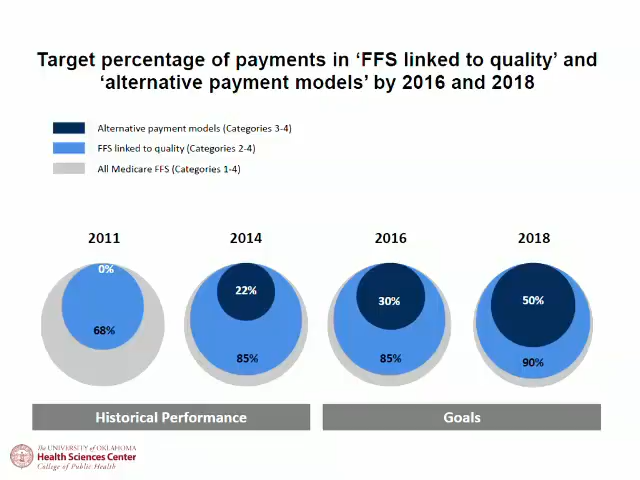 Target percentage of payments in ‘FFS linked to quality’ and
‘alternative payment models’ by 2016 and 2018
Alternative payment models (Categories 3-4)
FFS linked to quality (Categories 2-4)
All Medicare FFS (Categories 1-4)
2011
2014
2016
2018
0%
22%
30%
50%
68%
85%
85%
90%
Historical Performance
Goals
The UNIVERSITY of OKLAHOMA
Health Sciences Center
College of Public Health